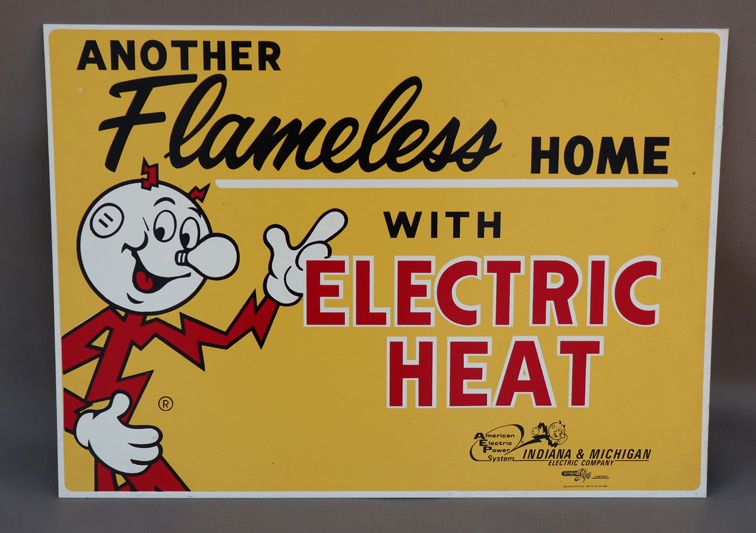 ANOTHER
Flameless HOME
WITH
ELECTRIC
HEAT
®
American
Electric
Power
System
INDIANA & MICHIGAN
ELECTRIC COMPANY